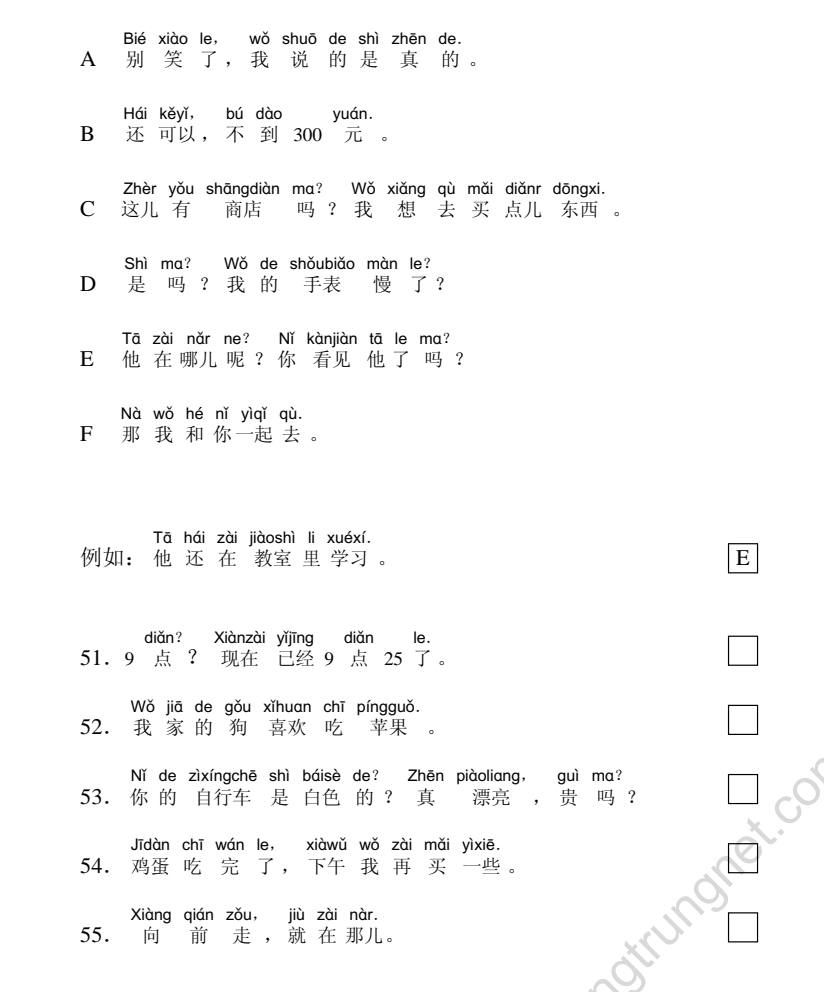 Bié xiào le, wǒ shuō de shì zhēn de.
A 别 笑 了, 我 说 的 是 真 的。
Hái kěyǐ, bú dào yuán.
B 还 可以, 不 到 300 元。
Zhèr yǒu shāngdiàn ma? Wǒ xiǎng qù mǎi diǎnr dōngxi.
C 这儿 有 商店 吗? 我 想 去 买 点儿 东西。
Shì ma? Wǒ de shǒubiǎo màn le?
D 是 吗? 我 的 手表 慢 了?
Tā zài nǎr ne? Nǐ kànjiàn tā le ma?
E 他 在 哪儿 呢? 你 看见 他 了 吗?
Nà wǒ hé nǐ yìqǐ qù.
F 那 我 和 你 一起 去。
Tā hái zài jiàoshì li xuéxí.
例如: 他 还 在 教室 里 学习。 E
diǎn? Xiànzài yǐjīng diǎn le.
51. 9 点? 现在 已经 9 点 25 了。
Wǒ jiā de gǒu xǐhuan chī píngguǒ.
52. 我 家 的 狗 喜欢 吃 苹果。
Nǐ de zìxíngchē shì báisè de? Zhēn piàoliang, guì ma?
53. 你 的 自行车 是 白色 的? 真 漂亮, 贵 吗?
Jīdàn chī wán le, xiàwǔ wǒ zài mǎi yìxiē.
54. 鸡蛋 吃 完 了, 下午 我 再 买 一些。
Xiàng qián zǒu, jiù zài nàr.
55. 向 前 走, 就 在 那儿。
ngtrungnet.com